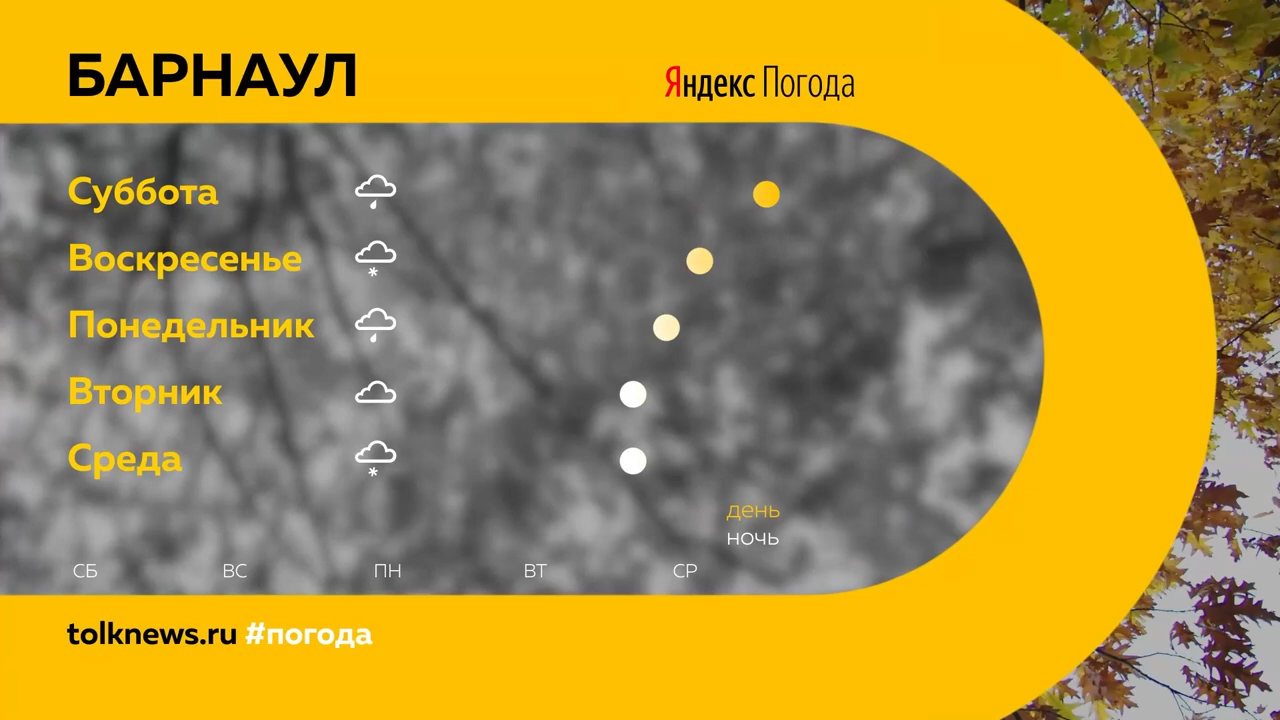 БАРНАУЛ
Яндекс Погода
Суббота
Воскресенье
Понедельник
Вторник
Среда
день
ночь
СБ ВС ПН ВТ СР
tolknews.ru #погода